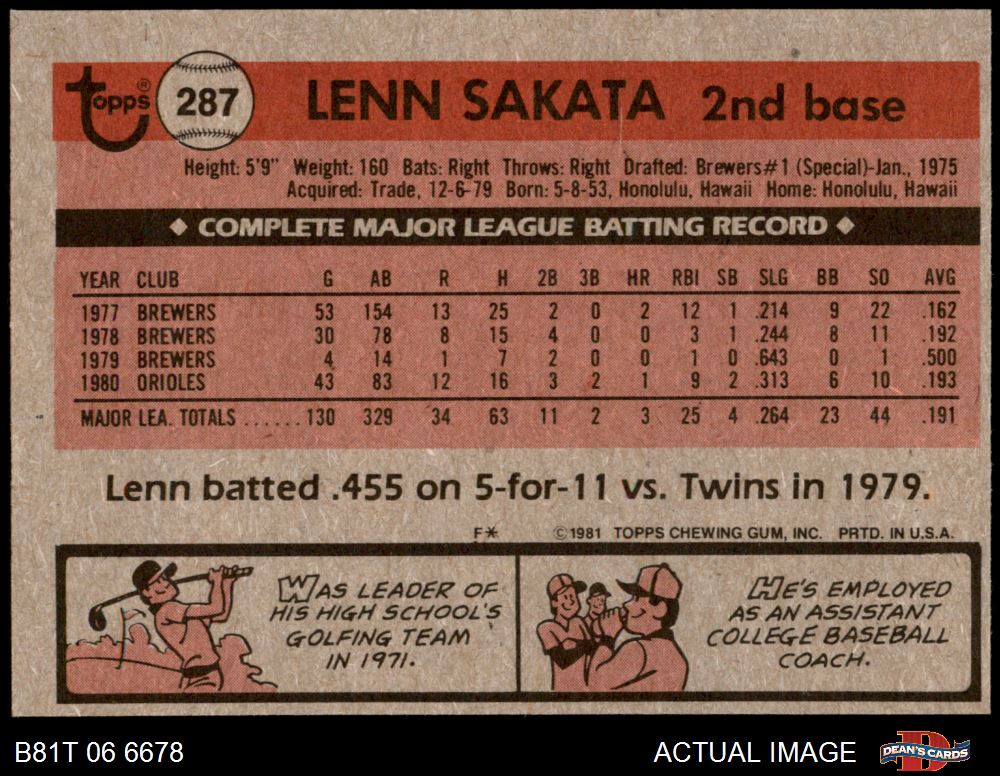 topps® 287 LENN SAKATA 2nd base
Height: 5'9" Weight: 160 Bats: Right Throws: Right Drafted: Brewers#1 (Special)-Jan., 1975
Acquired: Trade, 12-6-79 Born: 5-8-53, Honolulu, Hawaii Home: Honolulu, Hawaii
◆ COMPLETE MAJOR LEAGUE BATTING RECORD ◆
YEAR CLUB G AB R H 2B 3B HR RBI SB SLG BB SO AVG
1977 BREWERS 53 154 13 25 2 0 2 12 1 .214 9 22 .162
1978 BREWERS 30 78 8 15 4 0 0 3 1 .244 8 11 .192
1979 BREWERS 4 14 1 7 2 0 0 1 0 .643 0 1 .500
1980 ORIOLES 43 83 12 16 3 2 1 9 2 .313 6 10 .193
MAJOR LEA. TOTALS ......130 329 34 63 11 2 3 25 4 .264 23 44 .191
Lenn batted .455 on 5-for-11 vs. Twins in 1979.
F* © 1981 TOPPS CHEWING GUM, INC. PRTD. IN U.S.A.
WAS LEADER OF
HIS HIGH SCHOOL'S
GOLFING TEAM
IN 1971.
HE'S EMPLOYED
AS AN ASSISTANT
COLLEGE BASEBALL
COACH.
B81T 06 6678 ACTUAL IMAGE DEAN'S CARDS